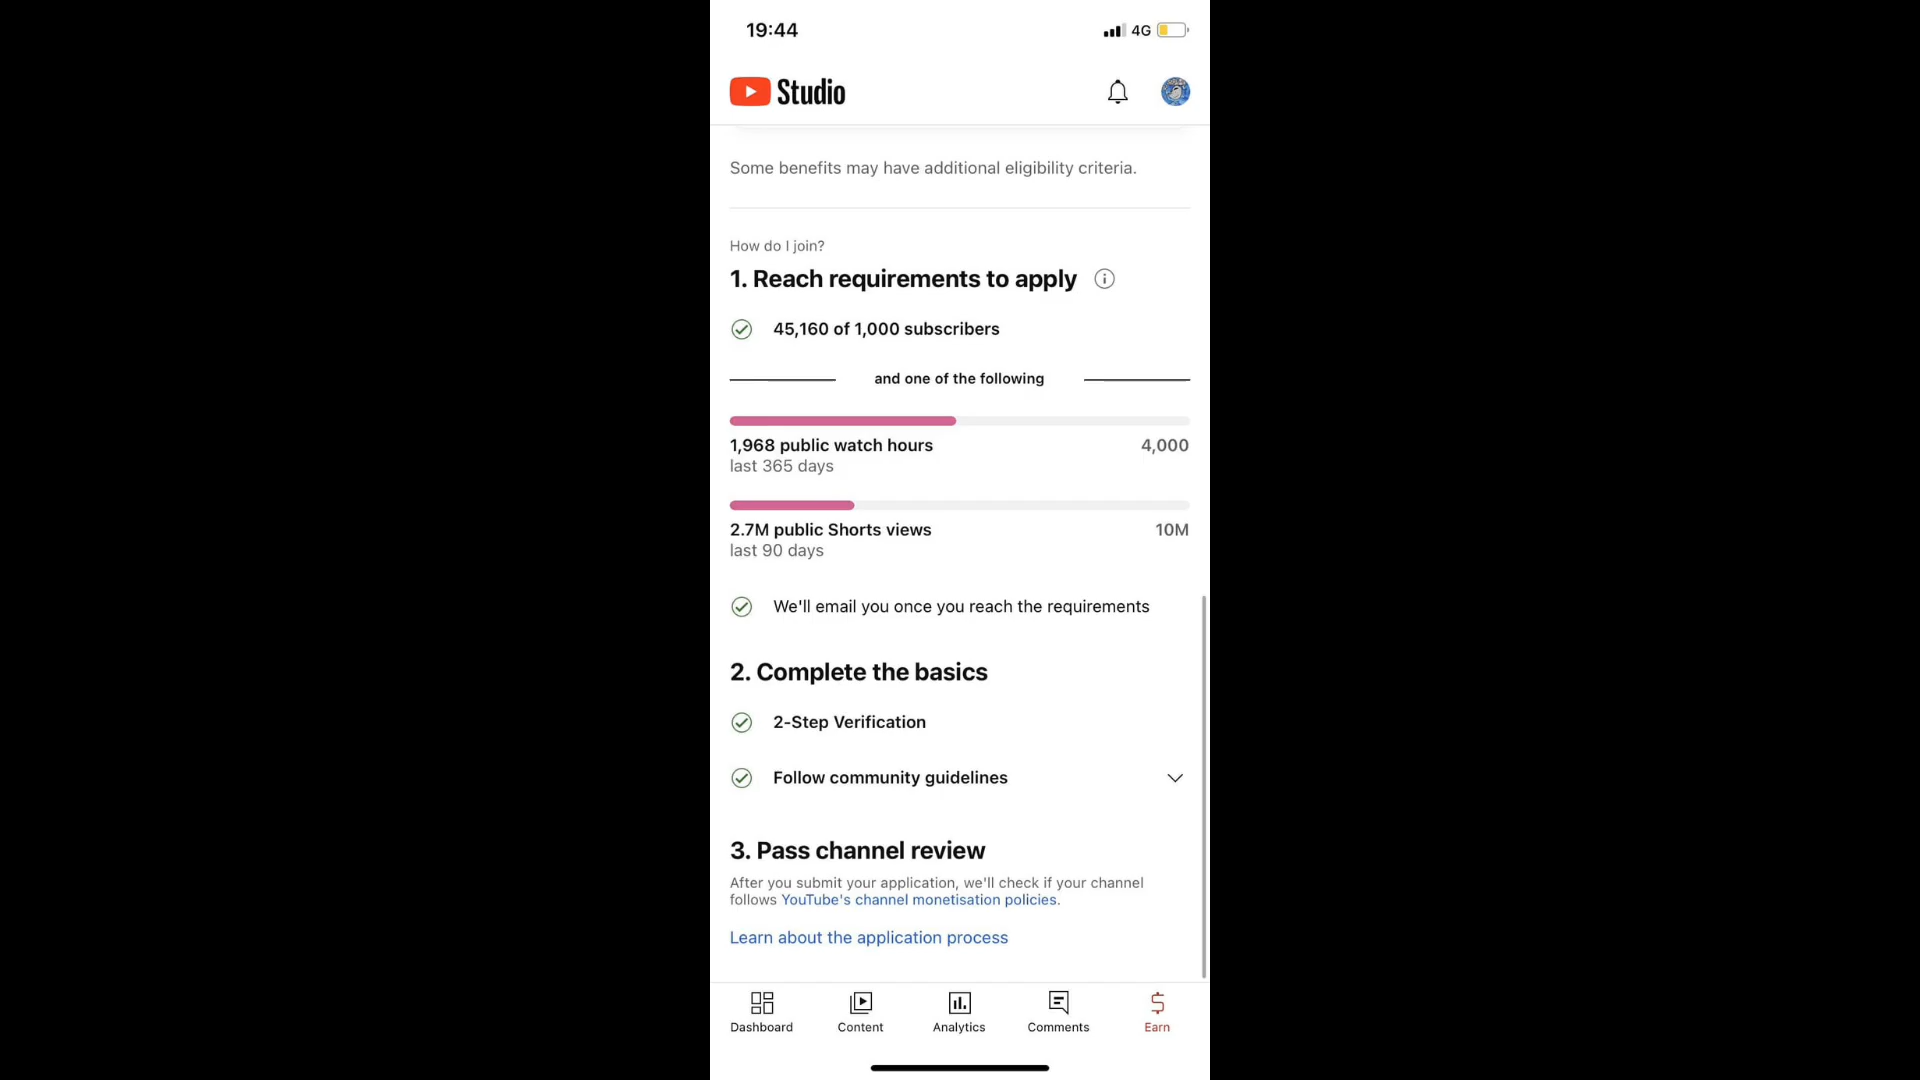 19:44
4G
Studio
Some benefits may have additional eligibility criteria.
How do I join?
1. Reach requirements to apply
45,160 of 1,000 subscribers
and one of the following
1,968 public watch hours 4,000
last 365 days
2.7M public Shorts views 10M
last 90 days
We'll email you once you reach the requirements
2. Complete the basics
2-Step Verification
Follow community guidelines
3. Pass channel review
After you submit your application, we'll check if your channel
follows YouTube's channel monetisation policies.
Learn about the application process
Dashboard Content Analytics Comments Earn